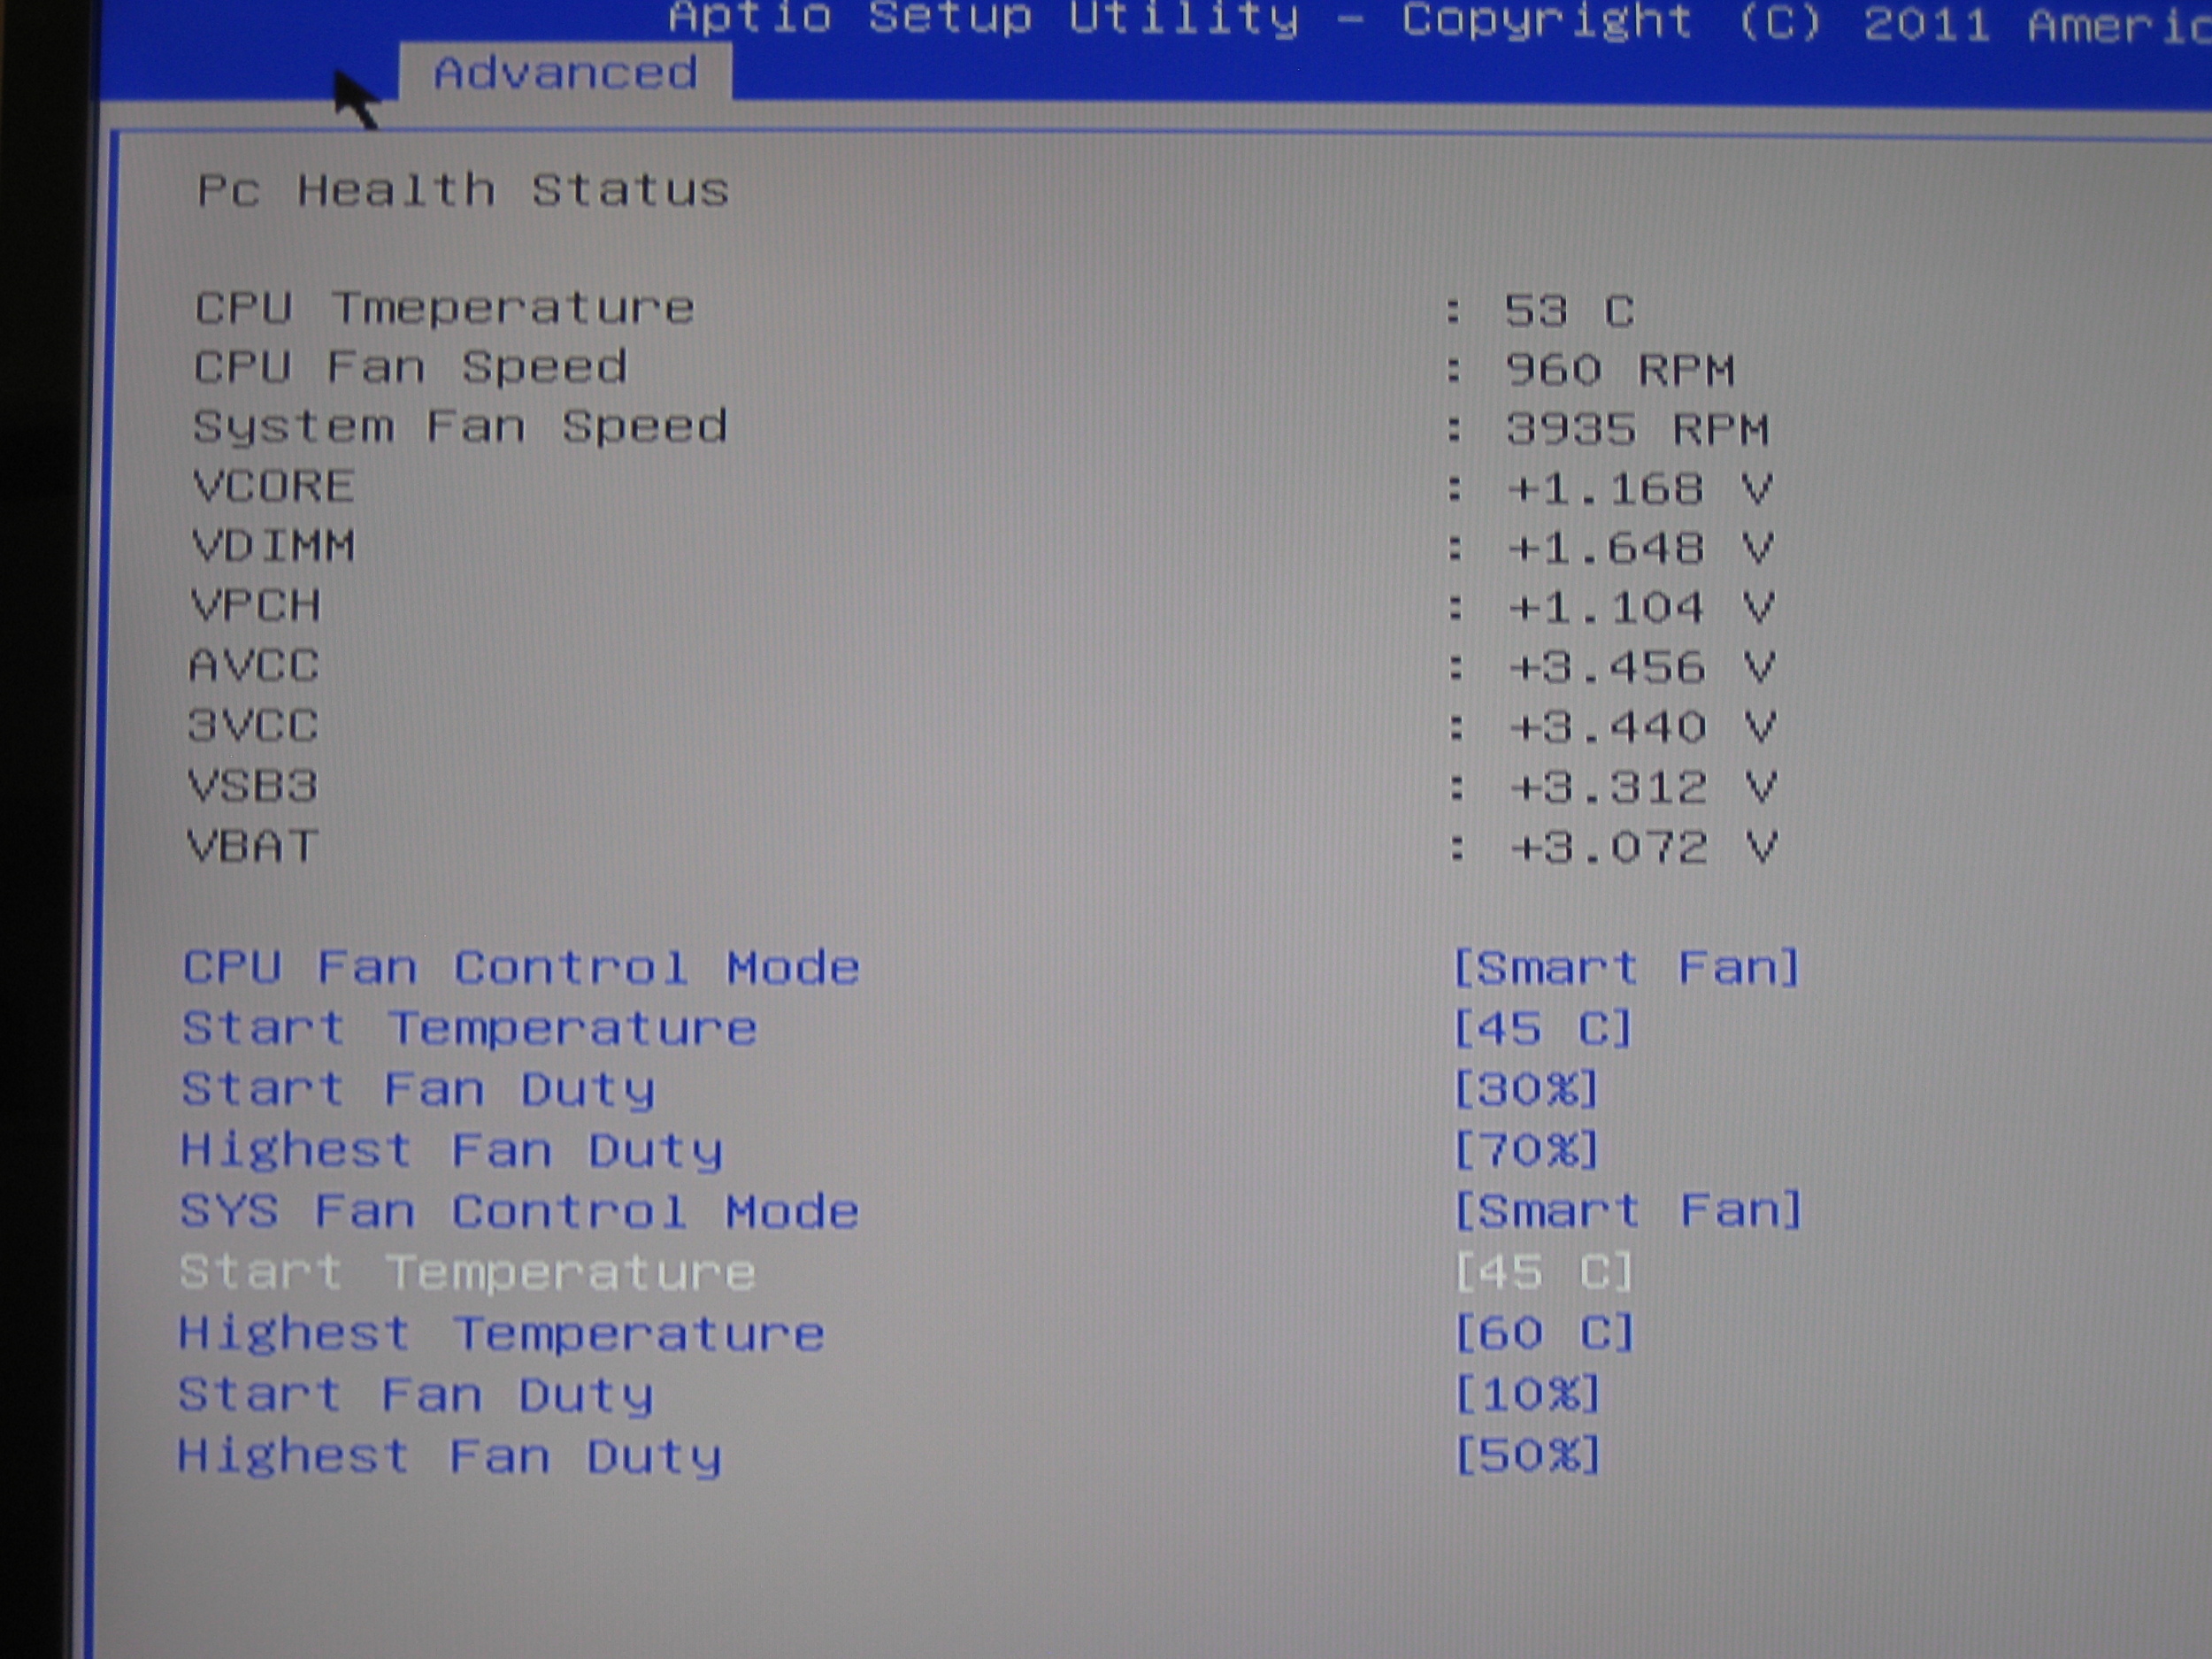 Aptio Setup Utility - Copyright (C) 2011 Americ
Advanced
Pc Health Status
CPU Tmeperature : 53 C
CPU Fan Speed : 960 RPM
System Fan Speed : 3935 RPM
VCORE : +1.168 V
VDIMM : +1.648 V
VPCH : +1.104 V
AVCC : +3.456 V
3VCC : +3.440 V
VSB3 : +3.312 V
VBAT : +3.072 V
CPU Fan Control Mode [Smart Fan]
Start Temperature [45 C]
Start Fan Duty [30%]
Highest Fan Duty [70%]
SYS Fan Control Mode [Smart Fan]
Start Temperature [45 C]
Highest Temperature [60 C]
Start Fan Duty [10%]
Highest Fan Duty [50%]